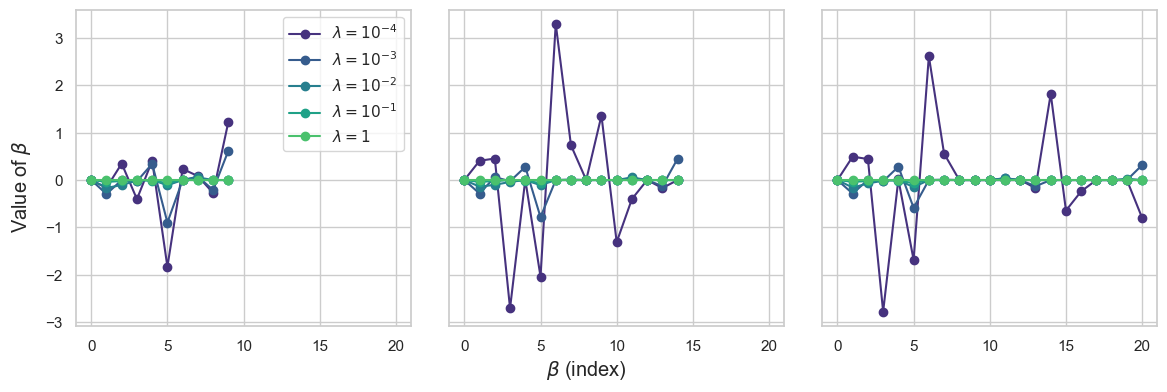 λ = 10⁻⁴
λ = 10⁻³
λ = 10⁻²
λ = 10⁻¹
λ = 1
Value of β
3
2
1
0
−1
−2
−3
0 5 10 15 20
0 5 10 15 20
0 5 10 15 20
β (index)